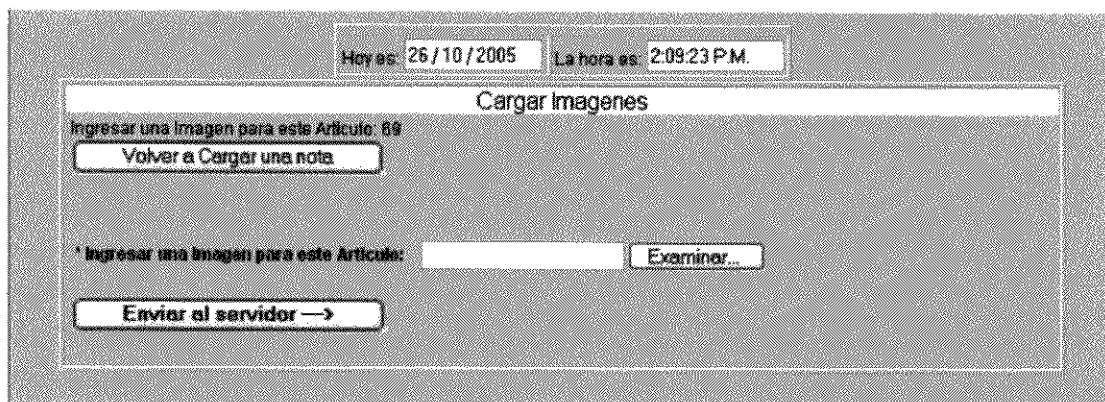 Hoy es: 26 / 10 / 2005 La hora es: 2:09:23 P.M.
Cargar Imagenes
Ingresar una Imagen para este Articulo: 69
Volver a Cargar una nota
* Ingresar una Imagen para este Articulo: Examinar...
Enviar al servidor -->